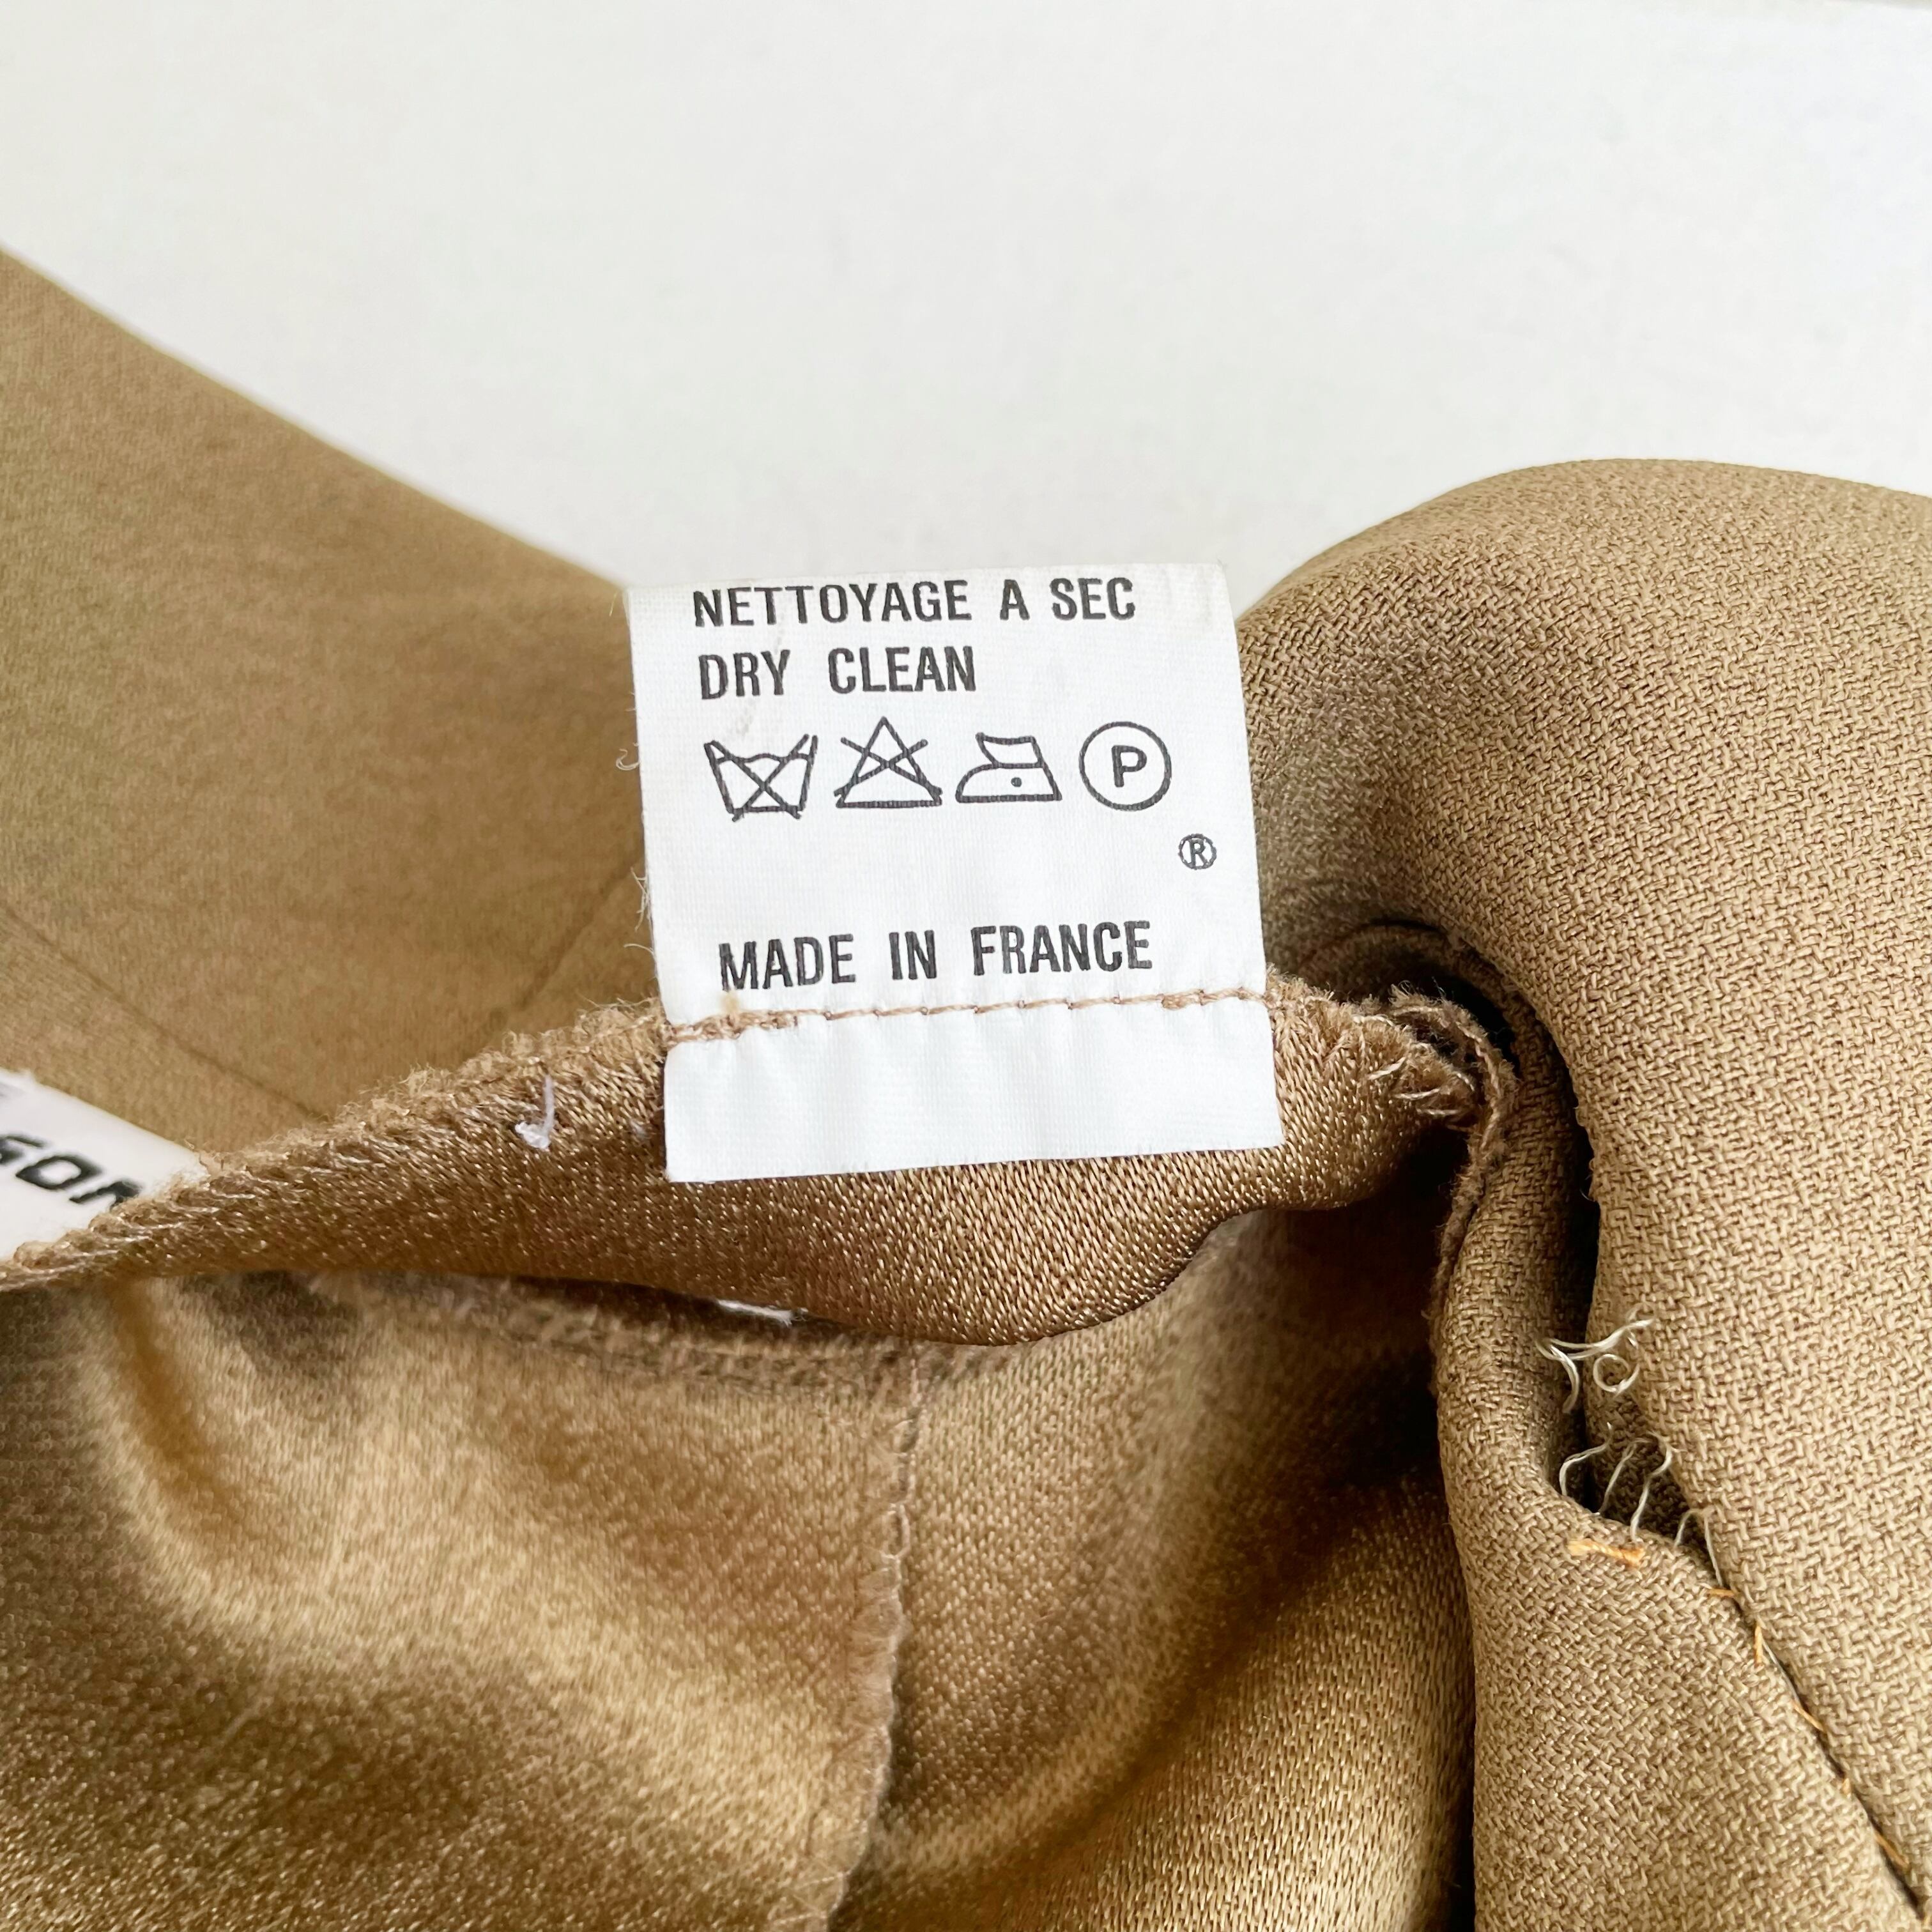 NETTOYAGE A SEC
DRY CLEAN
P
®
MADE IN FRANCE